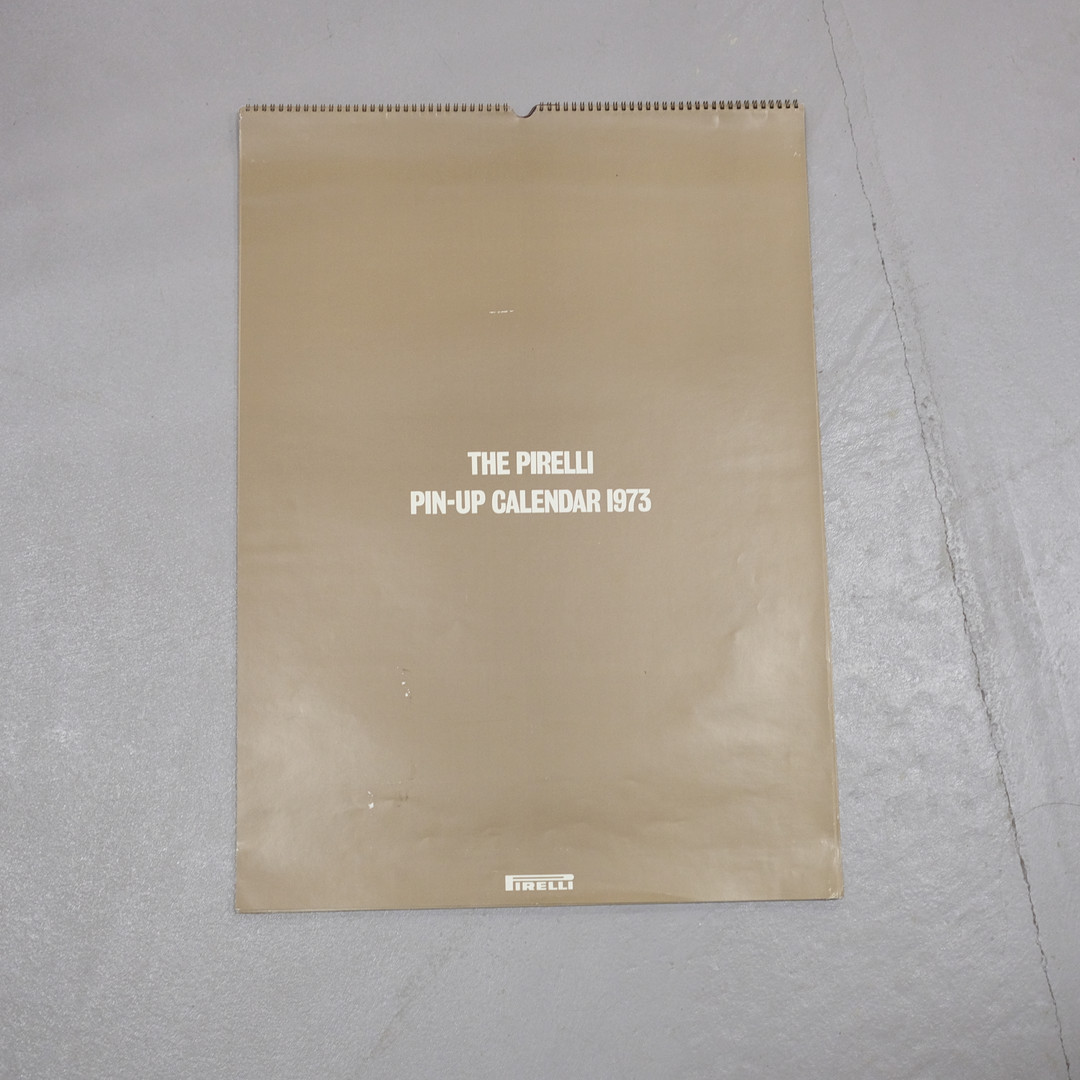 THE PIRELLI
PIN-UP CALENDAR 1973
PIRELLI